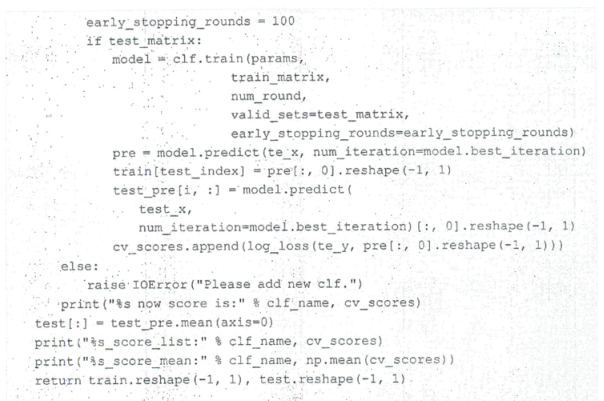 early_stopping_rounds = 100
if test_matrix:
model = clf.train(params,
train_matrix,
num_round,
valid_sets=test_matrix,
early_stopping_rounds=early_stopping_rounds)
pre = model.predict(te_x, num_iteration=model.best_iteration)
train[test_index] = pre[:, 0].reshape(-1, 1)
test_pre[i, :] = model.predict(
test_x,
num_iteration=model.best_iteration)[:, 0].reshape(-1, 1)
cv_scores.append(log_loss(te_y, pre[:, 0].reshape(-1, 1)))
else:
raise IOError("Please add new clf.")
print("%s now score is:" % clf_name, cv_scores)
test[:] = test_pre.mean(axis=0)
print("%s_score_list:" % clf_name, cv_scores)
print("%s_score_mean:" % clf_name, np.mean(cv_scores))
return train.reshape(-1, 1), test.reshape(-1, 1)